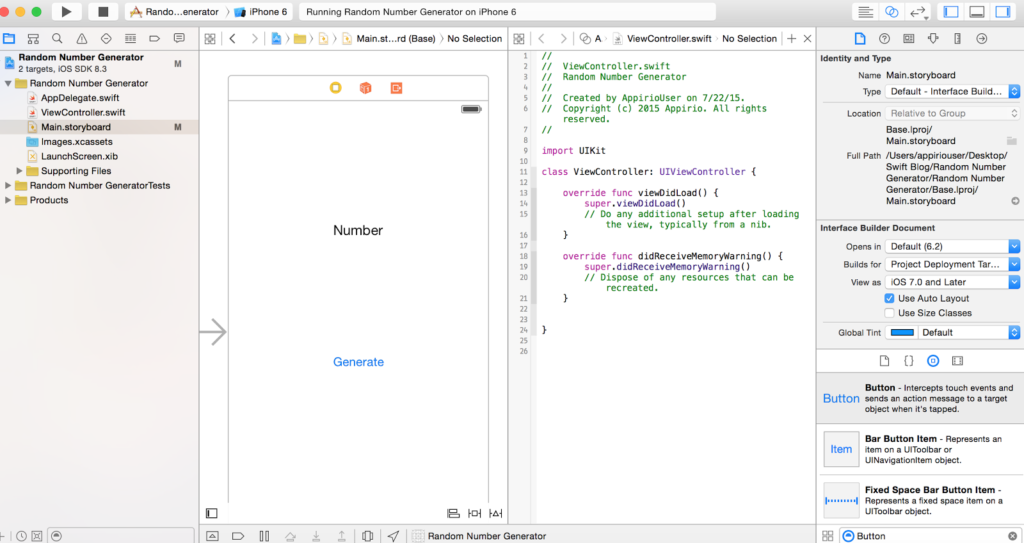 Rando...enerator
iPhone 6
Running Random Number Generator on iPhone 6
Random Number Generator
2 targets, iOS SDK 8.3
M
Random Number Generator
AppDelegate.swift
ViewController.swift
Main.storyboard
M
Images.xcassets
LaunchScreen.xib
Supporting Files
Random Number GeneratorTests
Products
Main.st...rd (Base)
No Selection
Number
Generate
A
ViewController.swift
No Selection
1 //
2 //  ViewController.swift
3 //  Random Number Generator
4 //
5 //  Created by AppirioUser on 7/22/15.
6 //  Copyright (c) 2015 Appirio. All rights
reserved.
7 //
8
9 import UIKit
10
11 class ViewController: UIViewController {
12
13 override func viewDidLoad() {
14 super.viewDidLoad()
15 // Do any additional setup after loading
the view, typically from a nib.
16 }
17
18 override func didReceiveMemoryWarning() {
19 super.didReceiveMemoryWarning()
20 // Dispose of any resources that can be
recreated.
21 }
22
23
24 }
25
26
Identity and Type
Name Main.storyboard
Type Default - Interface Build...
Location Relative to Group
Base.lproj/
Main.storyboard
Full Path /Users/appiriouser/Desktop/
Swift Blog/Random Number
Generator/Random Number
Generator/Base.lproj/
Main.storyboard
Interface Builder Document
Opens in Default (6.2)
Builds for Project Deployment Tar...
View as iOS 7.0 and Later
Use Auto Layout
Use Size Classes
Global Tint Default
Button
Button - Intercepts touch events and
sends an action message to a target
object when it's tapped.
Item
Bar Button Item - Represents an
item on a UIToolbar or
UINavigationItem object.
Fixed Space Bar Button Item -
Represents a fixed space item on a
UIToolbar object.
Random Number Generator
Button